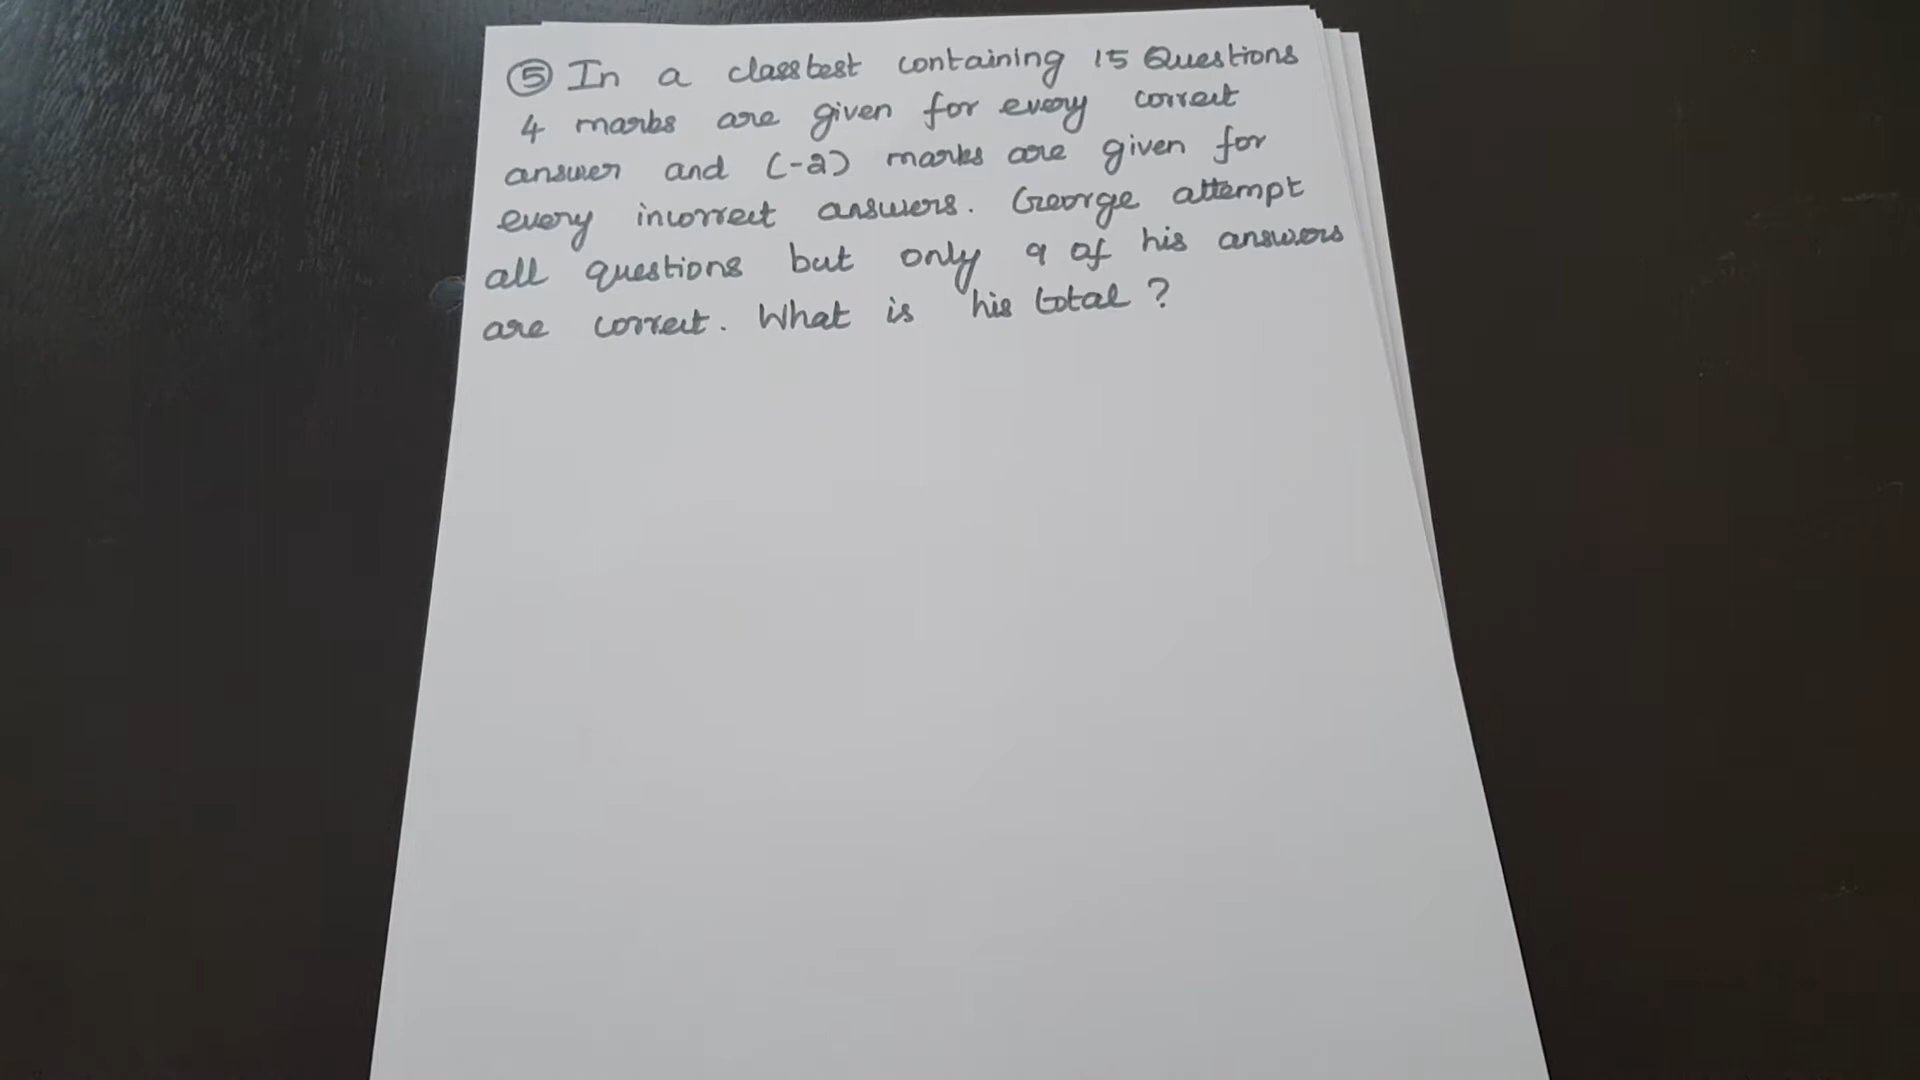 ⑤ In a class test containing 15 Questions
4 marks are given for every correct
answer and (-2) marks are given for
every incorrect answers. George attempt
all questions but only 9 of his answers
are correct. What is his total ?